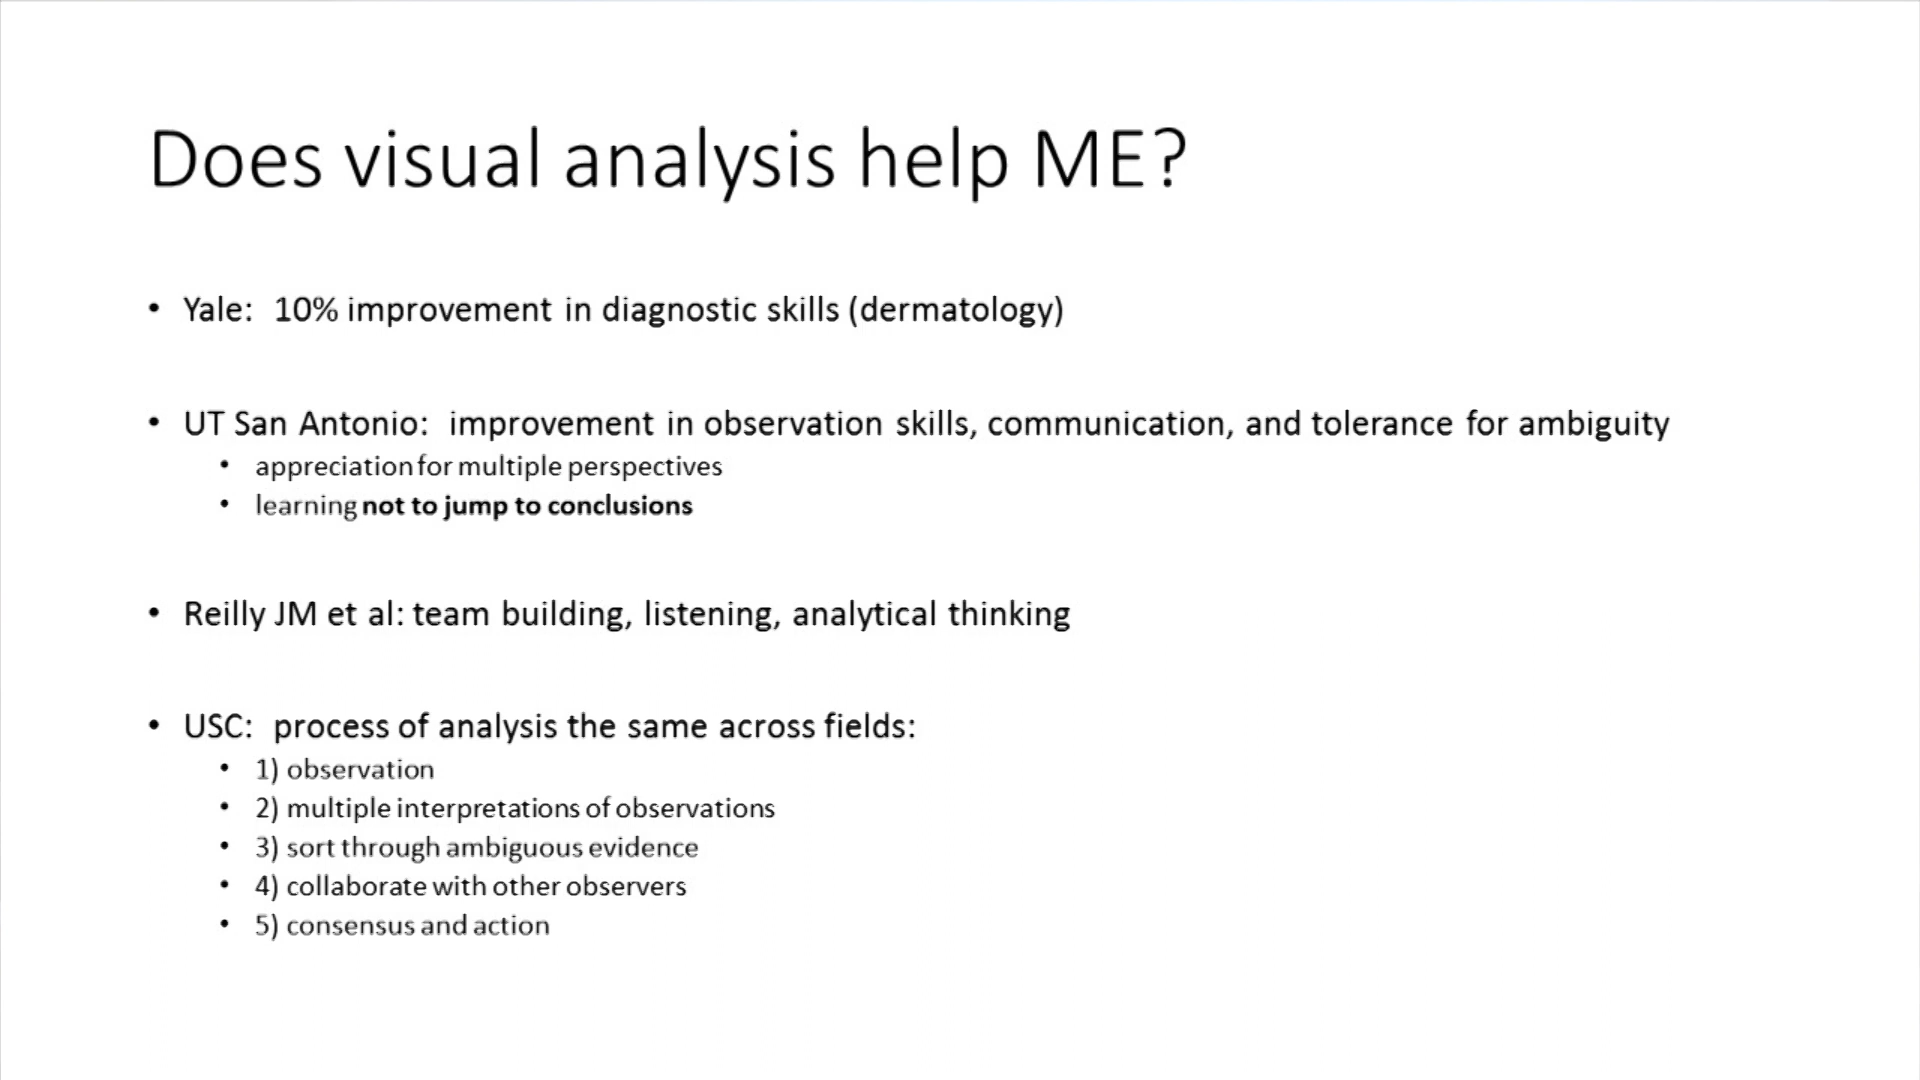 Does visual analysis help ME?
• Yale: 10% improvement in diagnostic skills (dermatology)
• UT San Antonio: improvement in observation skills, communication, and tolerance for ambiguity
• appreciation for multiple perspectives
• learning not to jump to conclusions
• Reilly JM et al: team building, listening, analytical thinking
• USC: process of analysis the same across fields:
• 1) observation
• 2) multiple interpretations of observations
• 3) sort through ambiguous evidence
• 4) collaborate with other observers
• 5) consensus and action